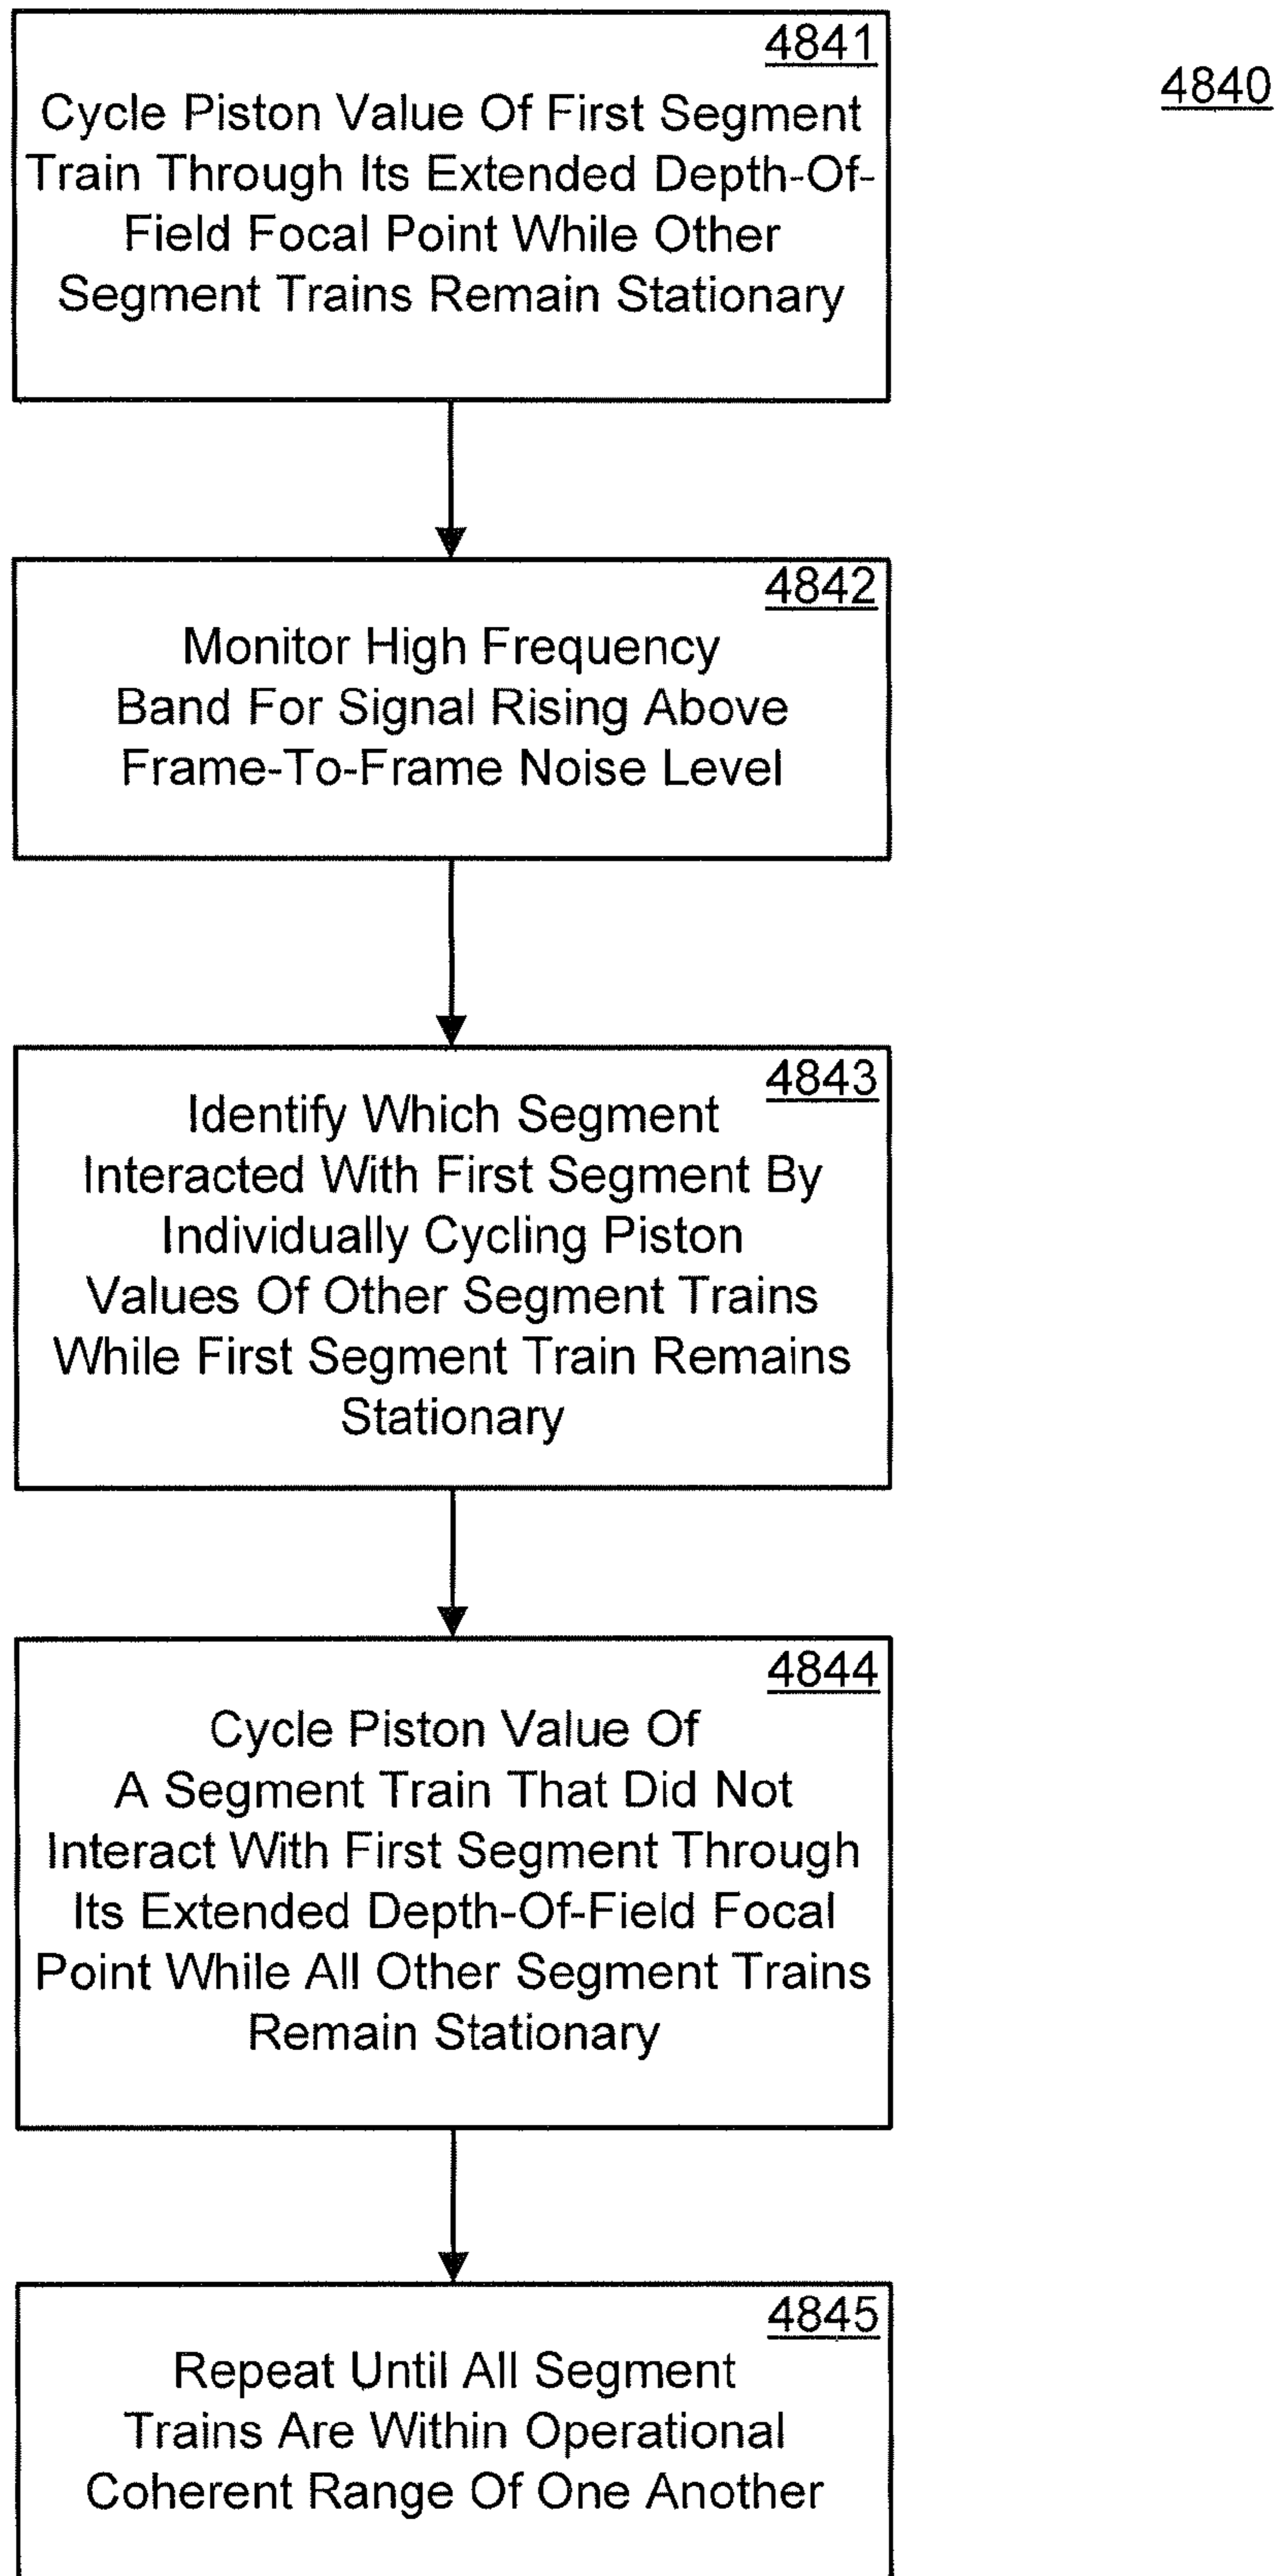 4840
4841
Cycle Piston Value Of First Segment
Train Through Its Extended Depth-Of-
Field Focal Point While Other
Segment Trains Remain Stationary
4842
Monitor High Frequency
Band For Signal Rising Above
Frame-To-Frame Noise Level
4843
Identify Which Segment
Interacted With First Segment By
Individually Cycling Piston
Values Of Other Segment Trains
While First Segment Train Remains
Stationary
4844
Cycle Piston Value Of
A Segment Train That Did Not
Interact With First Segment Through
Its Extended Depth-Of-Field Focal
Point While All Other Segment Trains
Remain Stationary
4845
Repeat Until All Segment
Trains Are Within Operational
Coherent Range Of One Another